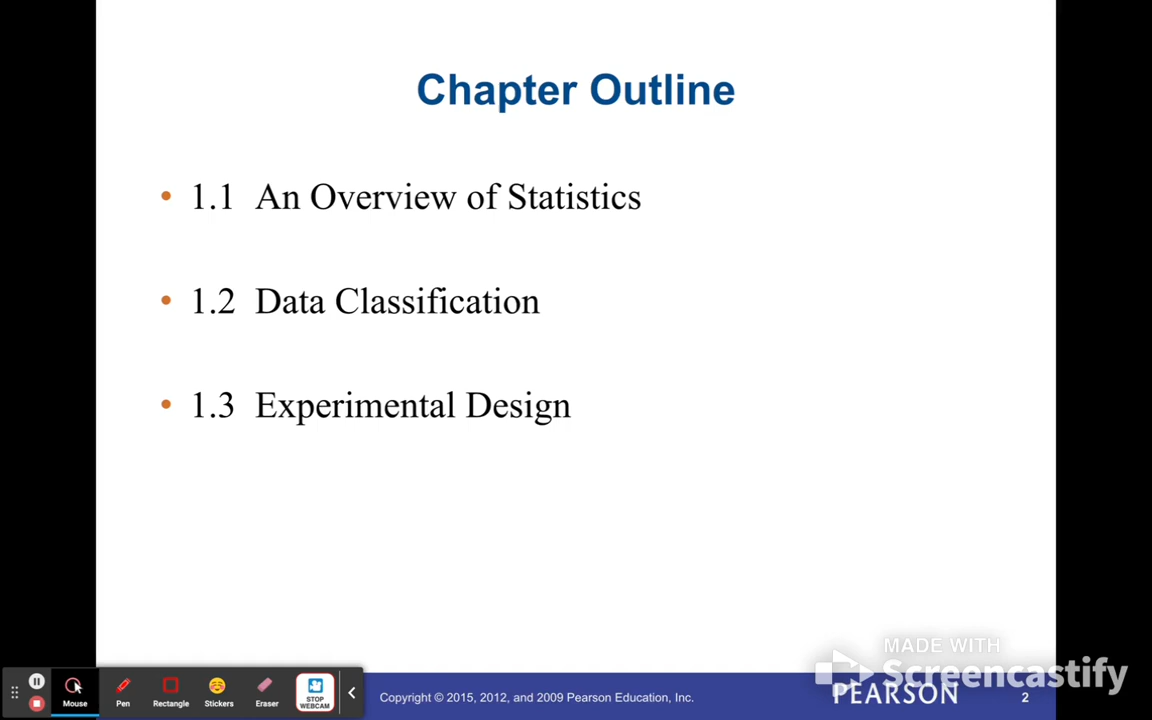 Chapter Outline
• 1.1 An Overview of Statistics
• 1.2 Data Classification
• 1.3 Experimental Design
MADE WITH
Screencastify
Mouse
Pen
Rectangle
Stickers
Eraser
STOP
WEBCAM
Copyright © 2015, 2012, and 2009 Pearson Education, Inc.
PEARSON
2